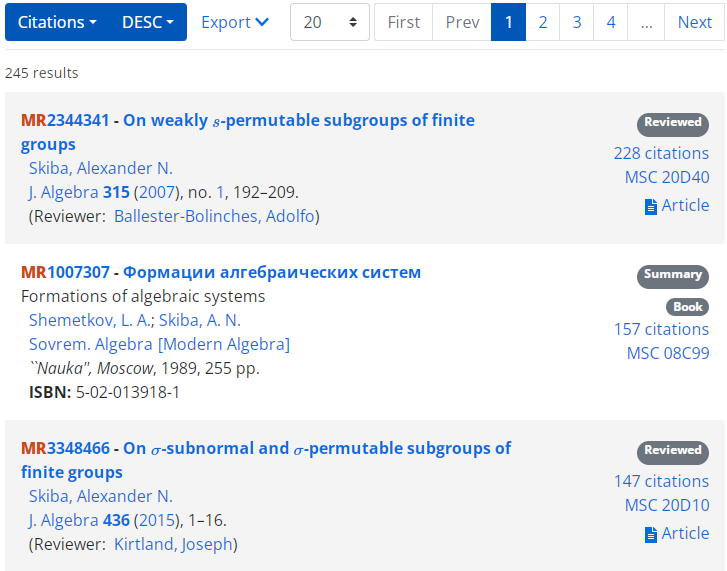 Citations DESC Export 20 First Prev 1 2 3 4 ... Next
245 results
MR2344341 - On weakly s-permutable subgroups of finite
groups
Skiba, Alexander N.
J. Algebra 315 (2007), no. 1, 192–209.
(Reviewer: Ballester-Bolinches, Adolfo)
Reviewed
228 citations
MSC 20D40
Article
MR1007307 - Формации алгебраических систем
Formations of algebraic systems
Shemetkov, L. A.; Skiba, A. N.
Sovrem. Algebra [Modern Algebra]
``Nauka'', Moscow, 1989, 255 pp.
ISBN: 5-02-013918-1
Summary
Book
157 citations
MSC 08C99
MR3348466 - On σ-subnormal and σ-permutable subgroups of
finite groups
Skiba, Alexander N.
J. Algebra 436 (2015), 1–16.
(Reviewer: Kirtland, Joseph)
Reviewed
147 citations
MSC 20D10
Article